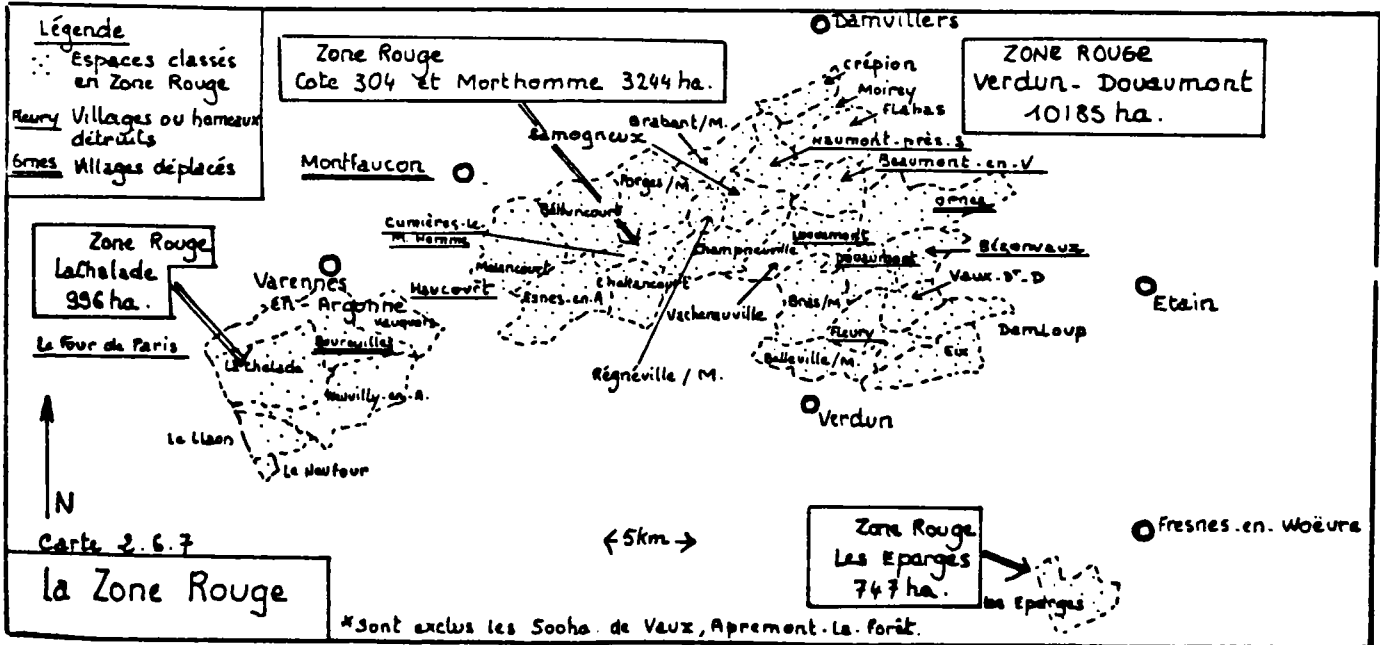 Légende
Espaces classés
en Zone Rouge
Fleury Villages ou hameaux
détruits
Ornes Villages déplacés
Zone Rouge
Cote 304 et Morthomme 3244 ha.
Damvillers
ZONE ROUGE
Verdun-Douaumont
10185 ha.
Crépion
Moirey
Flabas
Brabant/M.
Samogneux
Haumont-près-S
Beaumont-en-V
Montfaucon
Forges/M.
Béthincourt
Ornes
Cumières-le-
M. Homme
Zone Rouge
LaChalade
996 ha.
Champneuville
Louvemont
Douaumont
Bezonvaux
Varennes
en Argonne
Malancourt
Haucourt
Esnes-en-A
Chattancourt
Vaux-dt-D
Etain
Vauquois
Bras/M
Vacherauville
Damloup
Le Four de Paris
Boureuilles
La Chalade
Fleury
Eix
Belleville/M.
Régnéville / M.
Neuvilly-en-A.
Verdun
Le Claon
Le Neufour
N
Carte 2.6.7
la Zone Rouge
5km
Zone Rouge
Les Eparges
747 ha.
Fresnes-en-Woëvre
Les Eparges
*Sont exclus les 500ha. de Vaux, Apremont-la-Forêt.